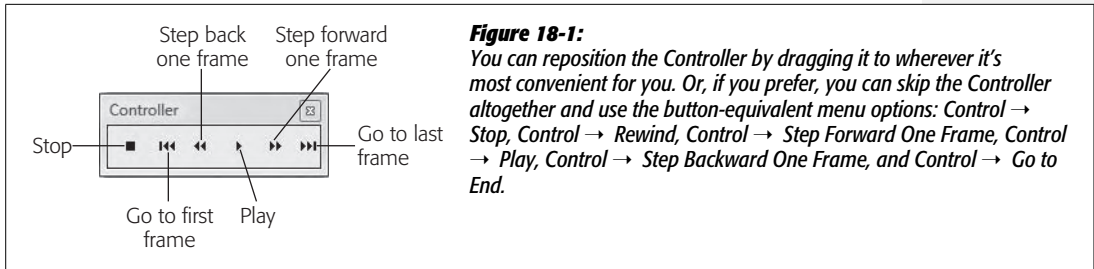 Step back
one frame
Step forward
one frame
Controller
Stop
Go to last
frame
Go to first
frame
Play
Figure 18-1:
You can reposition the Controller by dragging it to wherever it's
most convenient for you. Or, if you prefer, you can skip the Controller
altogether and use the button-equivalent menu options: Control →
Stop, Control → Rewind, Control → Step Forward One Frame, Control
→ Play, Control → Step Backward One Frame, and Control → Go to
End.